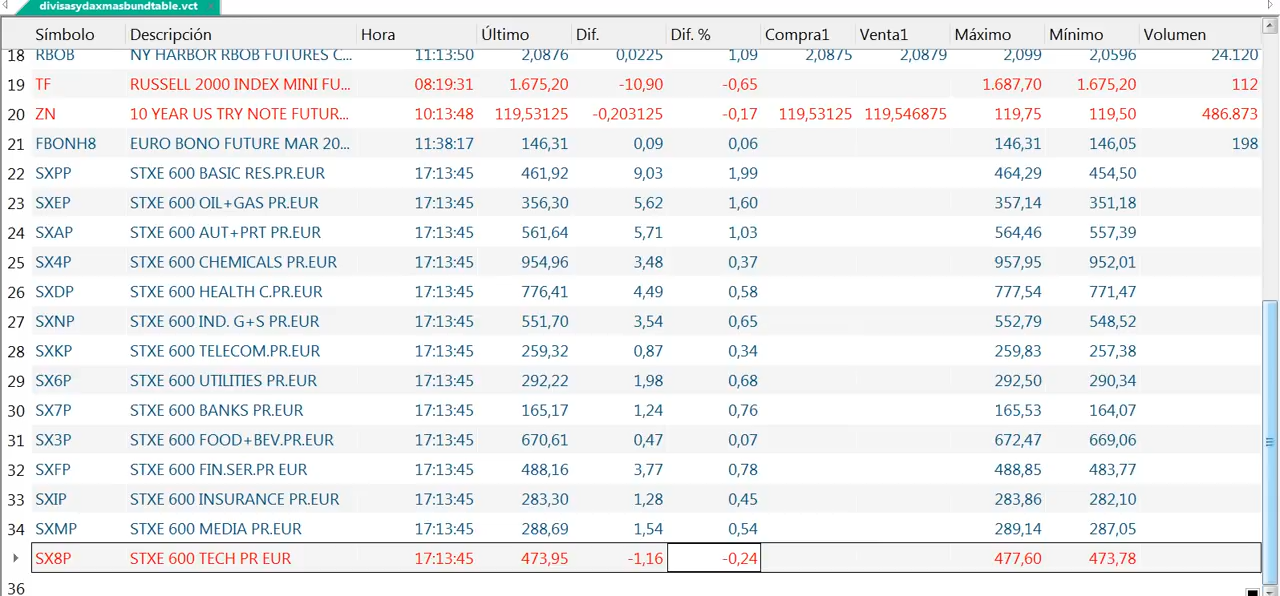 divisasydaxmasbundtable.vct
Símbolo Descripción Hora Último Dif. Dif. % Compra1 Venta1 Máximo Mínimo Volumen
18 RBOB NY HARBOR RBOB FUTURES C... 11:13:50 2,0876 0,0225 1,09 2,0875 2,0879 2,099 2,0596 24.120
19 TF RUSSELL 2000 INDEX MINI FU... 08:19:31 1.675,20 -10,90 -0,65 1.687,70 1.675,20 112
20 ZN 10 YEAR US TRY NOTE FUTUR... 10:13:48 119,53125 -0,203125 -0,17 119,53125 119,546875 119,75 119,50 486.873
21 FBONH8 EURO BONO FUTURE MAR 20... 11:38:17 146,31 0,09 0,06 146,31 146,05 198
22 SXPP STXE 600 BASIC RES.PR.EUR 17:13:45 461,92 9,03 1,99 464,29 454,50
23 SXEP STXE 600 OIL+GAS PR.EUR 17:13:45 356,30 5,62 1,60 357,14 351,18
24 SXAP STXE 600 AUT+PRT PR.EUR 17:13:45 561,64 5,71 1,03 564,46 557,39
25 SX4P STXE 600 CHEMICALS PR.EUR 17:13:45 954,96 3,48 0,37 957,95 952,01
26 SXDP STXE 600 HEALTH C.PR.EUR 17:13:45 776,41 4,49 0,58 777,54 771,47
27 SXNP STXE 600 IND. G+S PR.EUR 17:13:45 551,70 3,54 0,65 552,79 548,52
28 SXKP STXE 600 TELECOM.PR.EUR 17:13:45 259,32 0,87 0,34 259,83 257,38
29 SX6P STXE 600 UTILITIES PR.EUR 17:13:45 292,22 1,98 0,68 292,50 290,34
30 SX7P STXE 600 BANKS PR.EUR 17:13:45 165,17 1,24 0,76 165,53 164,07
31 SX3P STXE 600 FOOD+BEV.PR.EUR 17:13:45 670,61 0,47 0,07 672,47 669,06
32 SXFP STXE 600 FIN.SER.PR EUR 17:13:45 488,16 3,77 0,78 488,85 483,77
33 SXIP STXE 600 INSURANCE PR.EUR 17:13:45 283,30 1,28 0,45 283,86 282,10
34 SXMP STXE 600 MEDIA PR.EUR 17:13:45 288,69 1,54 0,54 289,14 287,05
SX8P STXE 600 TECH PR EUR 17:13:45 473,95 -1,16 -0,24 477,60 473,78
36